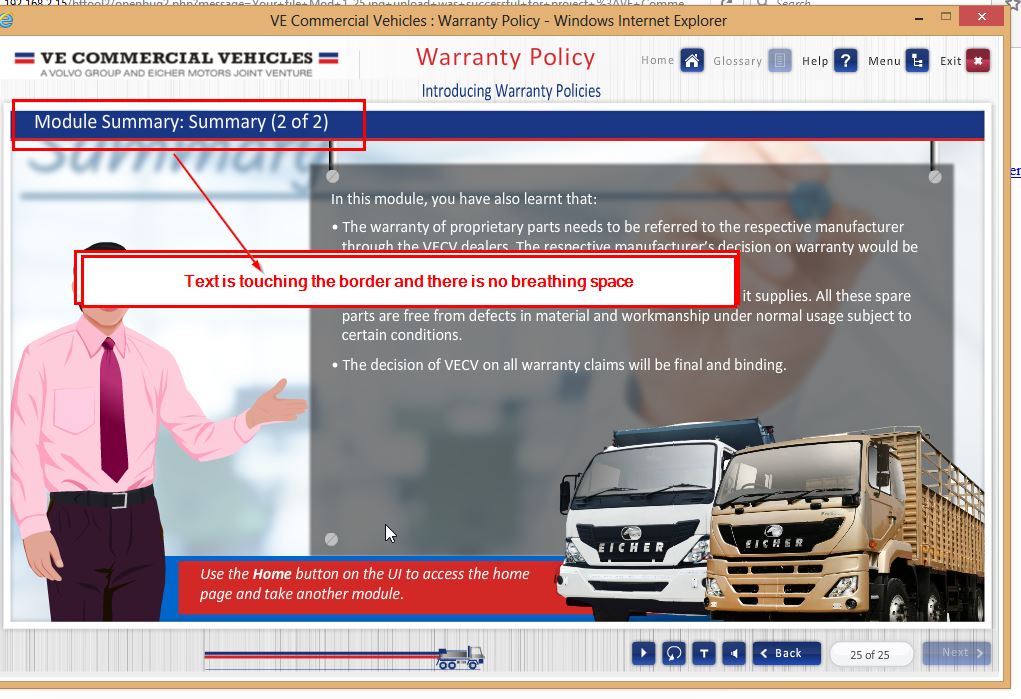 VE Commercial Vehicles : Warranty Policy - Windows Internet Explorer
VE COMMERCIAL VEHICLES
A VOLVO GROUP AND EICHER MOTORS JOINT VENTURE
Warranty Policy
Introducing Warranty Policies
Home
Glossary
Help ?
Menu
Exit
Module Summary: Summary (2 of 2)
Summary
In this module, you have also learnt that:
• The warranty of proprietary parts needs to be referred to the respective manufacturer
through the VECV dealers. The respective manufacturer's decision on warranty would be
Text is touching the border and there is no breathing space
it supplies. All these spare
parts are free from defects in material and workmanship under normal usage subject to
certain conditions.
• The decision of VECV on all warranty claims will be final and binding.
EICHER
EICHER
Use the Home button on the UI to access the home
page and take another module.
T
Back
25 of 25
Next